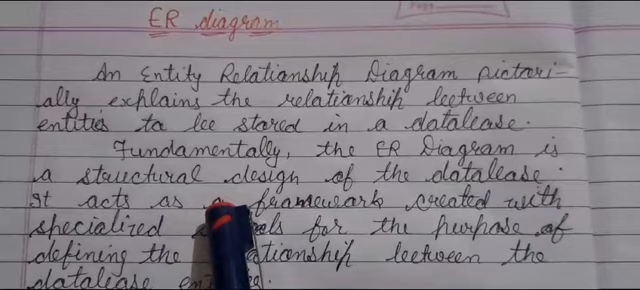 ER diagram
An Entity Relationship Diagram pictori-
ally explains the relationship between
entities to be stored in a database.
Fundamentally, the ER Diagram is
a structural design of the database.
It acts as a framework created with
specialized for the purpose of
defining the between the
database